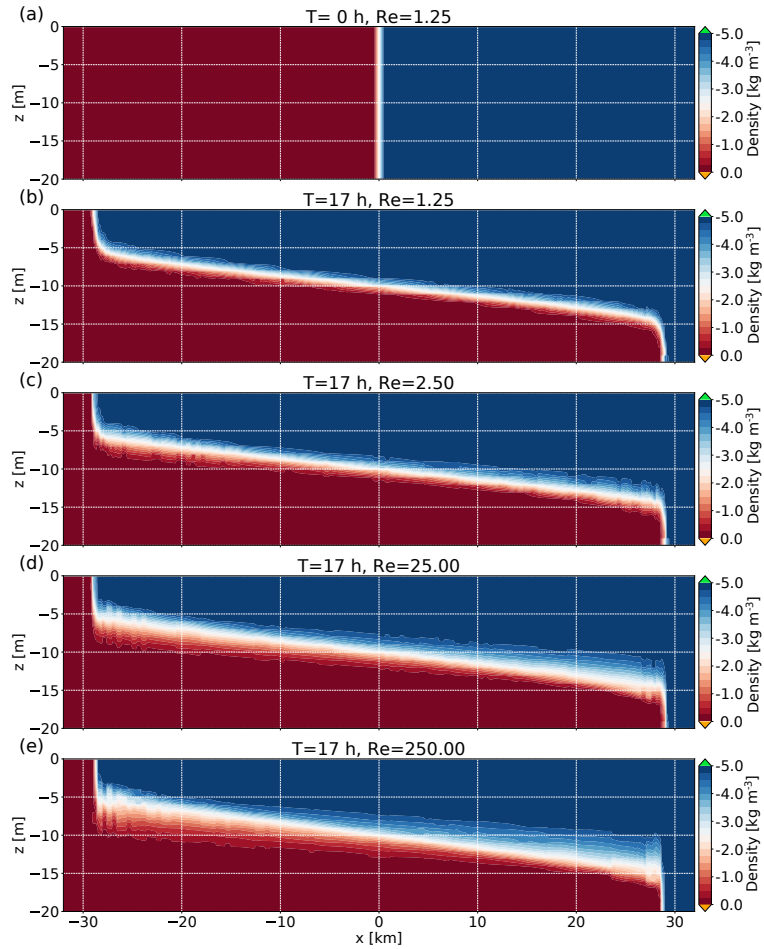 (a)
T= 0 h, Re=1.25
0
−5
−10
−15
−20
z [m]
-5.0
-4.0
-3.0
-2.0
-1.0
0.0
Density [kg m⁻³]
(b)
T=17 h, Re=1.25
0
−5
−10
−15
−20
z [m]
-5.0
-4.0
-3.0
-2.0
-1.0
0.0
Density [kg m⁻³]
(c)
T=17 h, Re=2.50
0
−5
−10
−15
−20
z [m]
-5.0
-4.0
-3.0
-2.0
-1.0
0.0
Density [kg m⁻³]
(d)
T=17 h, Re=25.00
0
−5
−10
−15
−20
z [m]
-5.0
-4.0
-3.0
-2.0
-1.0
0.0
Density [kg m⁻³]
(e)
T=17 h, Re=250.00
0
−5
−10
−15
−20
z [m]
-5.0
-4.0
-3.0
-2.0
-1.0
0.0
Density [kg m⁻³]
−30 −20 −10 0 10 20 30
x [km]